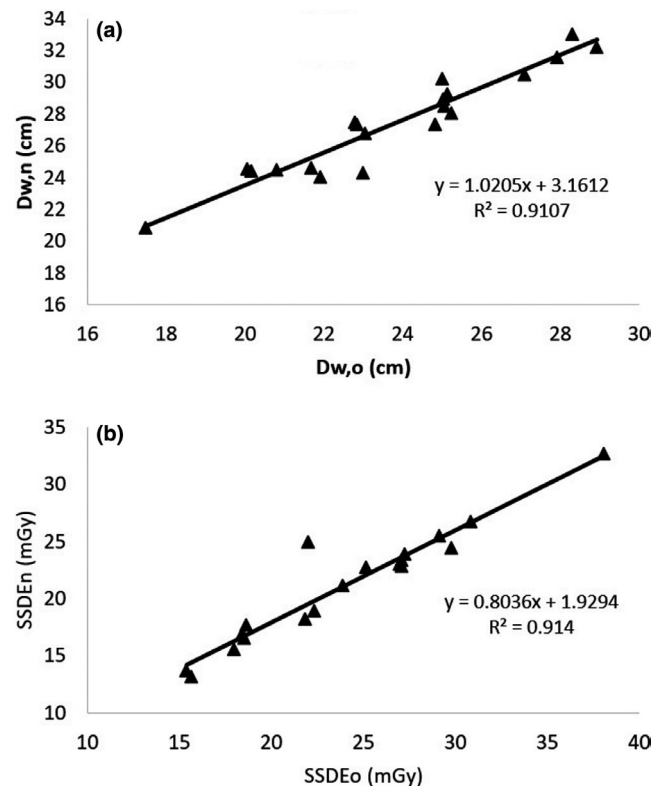 (a)
34
32
30
28
26
24
22
20
18
16
Dw,n (cm)
y = 1.0205x + 3.1612
R² = 0.9107
16 18 20 22 24 26 28 30
Dw,o (cm)
(b)
35
30
25
20
15
10
SSDEn (mGy)
y = 0.8036x + 1.9294
R² = 0.914
10 15 20 25 30 35 40
SSDEo (mGy)